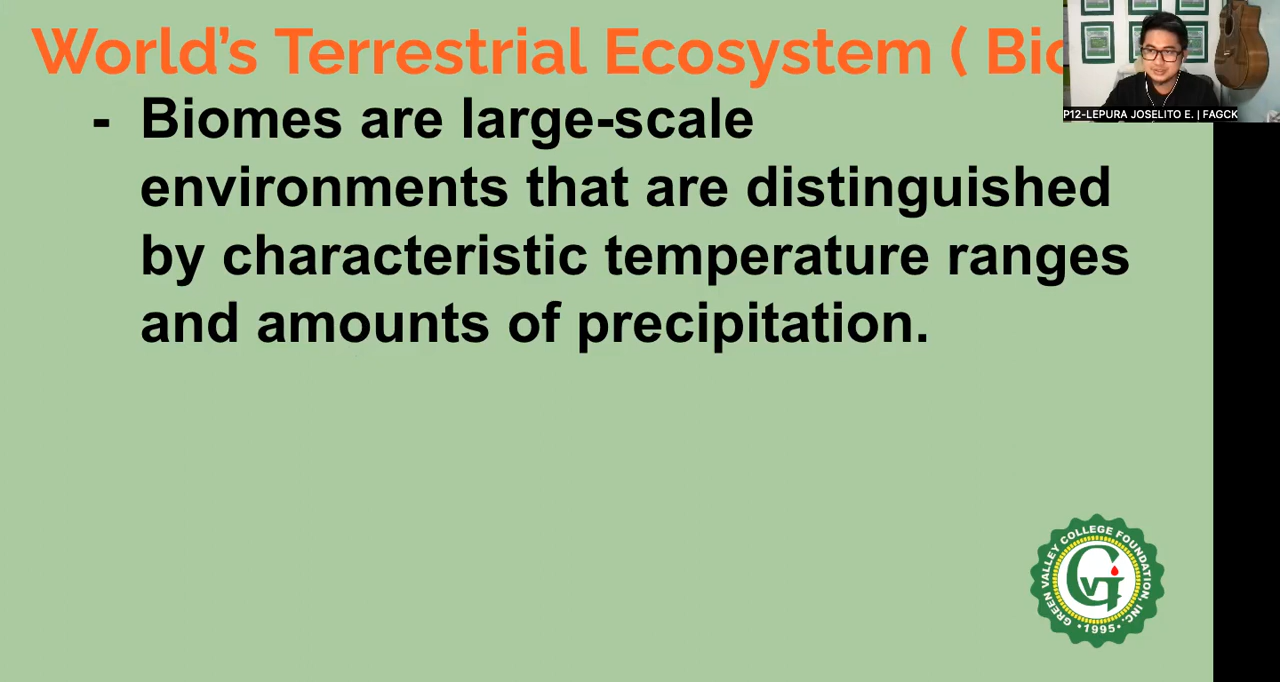 World's Terrestrial Ecosystem (
- Biomes are large-scale
environments that are distinguished
by characteristic temperature ranges
and amounts of precipitation.
P12-LEPURA JOSELITO E. | FAGCK
GREEN VALLEY COLLEGE FOUNDATION, INC.
GV
• 1995 •